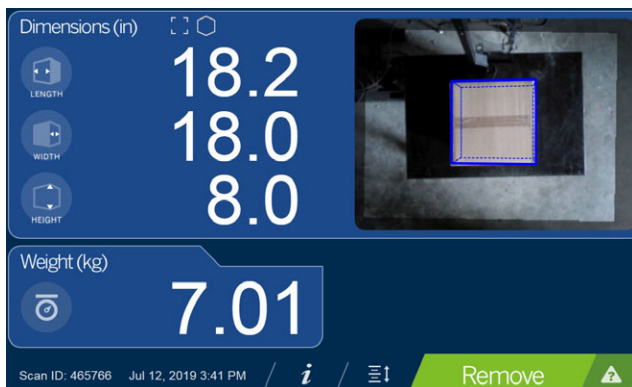 Dimensions (in)
LENGTH 18.2
WIDTH 18.0
HEIGHT 8.0
Weight (kg)
7.01
Scan ID: 465766 Jul 12, 2019 3:41 PM i Remove ?